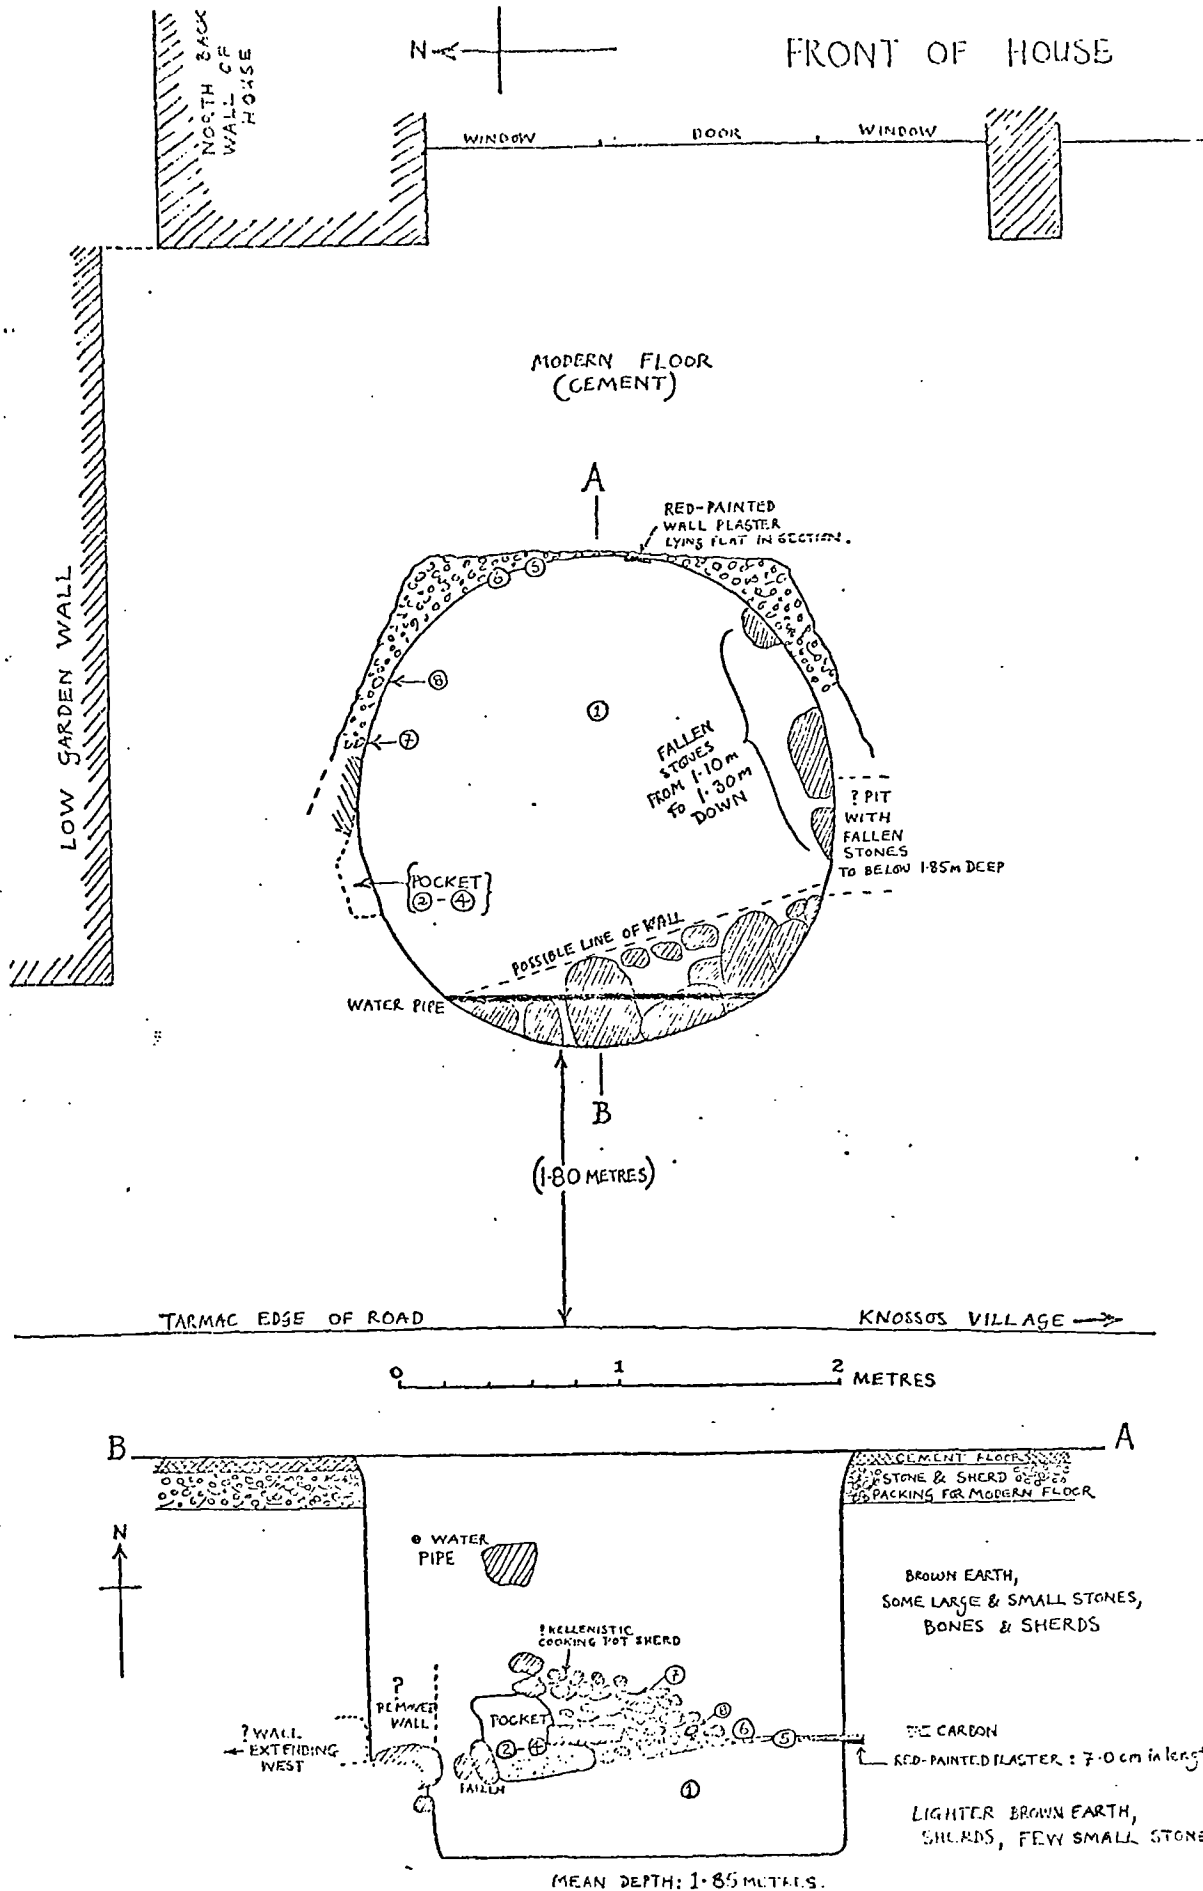 NORTH BACK
WALL OF
HOUSE
N
FRONT OF HOUSE
WINDOW
DOOR
WINDOW
MODERN FLOOR
(CEMENT)
A
RED-PAINTED
WALL PLASTER
LYING FLAT IN SECTION.
LOW GARDEN WALL
6
5
8
7
1
FALLEN
STONES
FROM 1·10m
TO 1·30m
DOWN
? PIT
WITH
FALLEN
STONES
TO BELOW 1·85m DEEP
POCKET
2 - 4
POSSIBLE LINE OF WALL
WATER PIPE
B
(1·80 METRES)
TARMAC EDGE OF ROAD
KNOSSOS VILLAGE
0 1 2 METRES
B
A
CEMENT FLOOR
STONE & SHERD
PACKING FOR MODERN FLOOR
N
WATER
PIPE
BROWN EARTH,
SOME LARGE & SMALL STONES,
BONES & SHERDS
? HELLENISTIC
COOKING POT SHERD
7
?
REMOVED
WALL
POCKET
2 - 4
8
6
5
? WALL
EXTENDING
WEST
FALLEN
CARBON
RED-PAINTED PLASTER : 7·0 cm in
1
LIGHTER BROWN EARTH,
SHERDS, FEW SMALL STONE
MEAN DEPTH: 1·85 METRES.